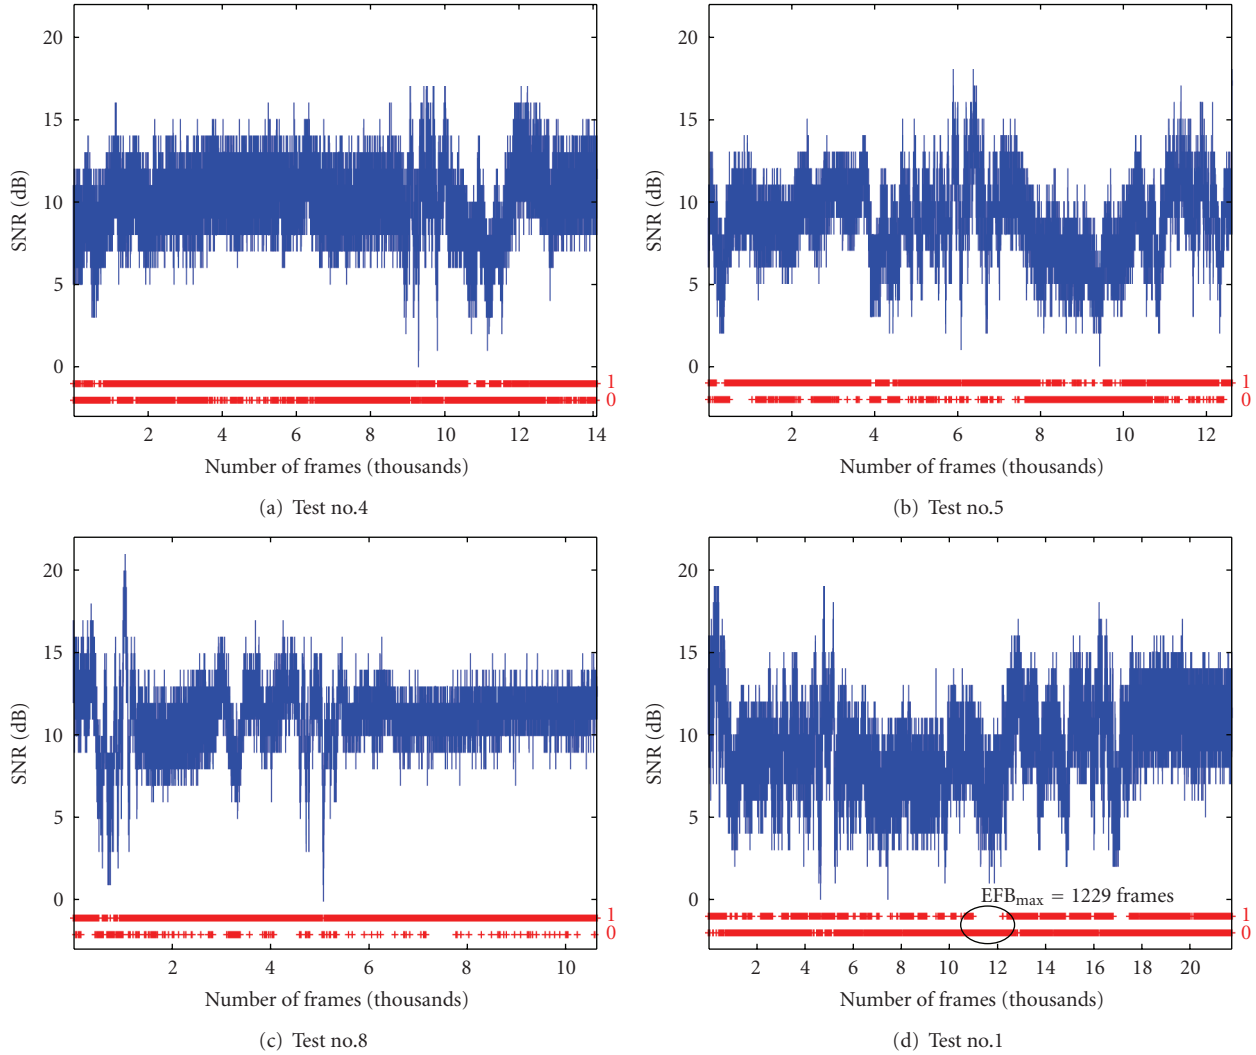 20
15
10
5
0
SNR (dB)
1
0
2 4 6 8 10 12 14
Number of frames (thousands)
(a) Test no.4
20
15
10
5
0
SNR (dB)
1
0
2 4 6 8 10 12
Number of frames (thousands)
(b) Test no.5
20
15
10
5
0
SNR (dB)
1
0
2 4 6 8 10
Number of frames (thousands)
(c) Test no.8
20
15
10
5
0
SNR (dB)
EFBmax = 1229 frames
1
0
2 4 6 8 10 12 14 16 18 20
Number of frames (thousands)
(d) Test no.1